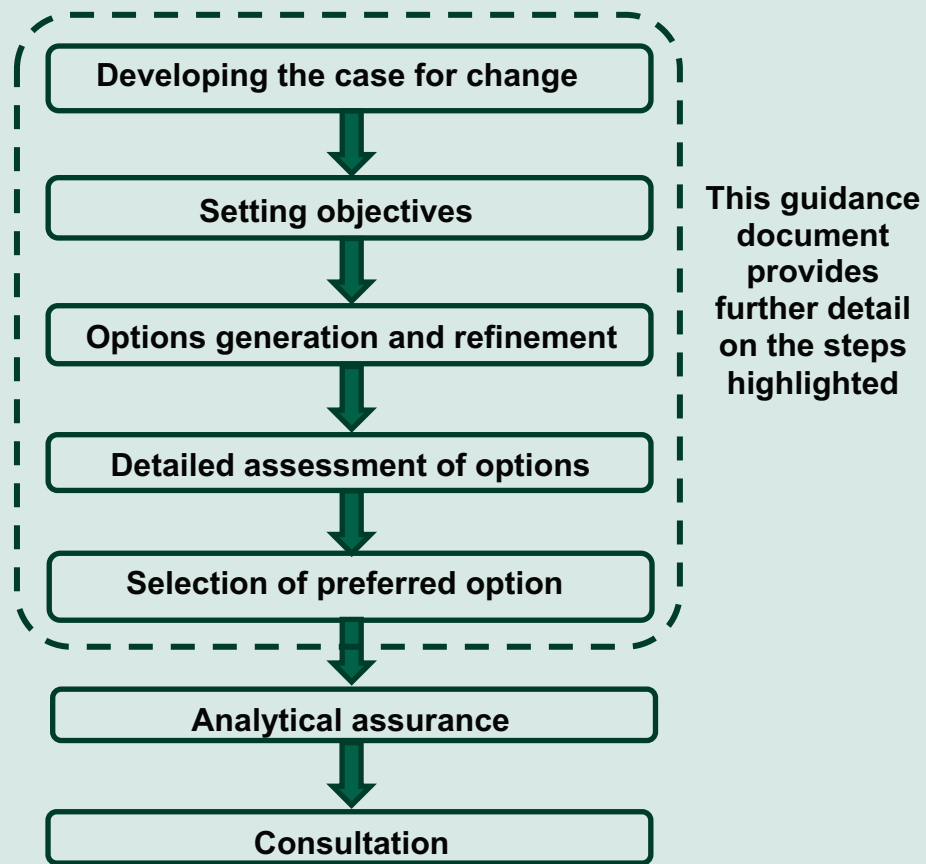 Developing the case for change
Setting objectives
Options generation and refinement
Detailed assessment of options
Selection of preferred option
Analytical assurance
Consultation
This guidance
document
provides
further detail
on the steps
highlighted